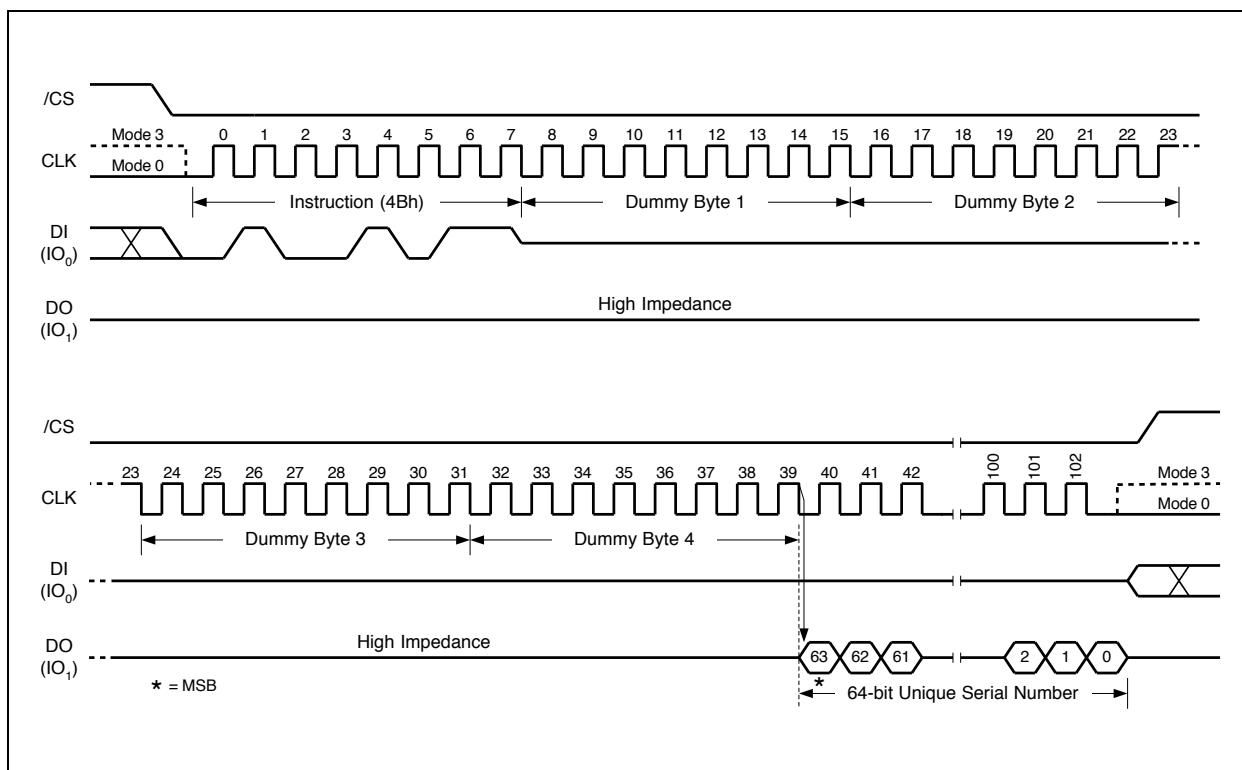 /CS
Mode 3
0 1 2 3 4 5 6 7 8 9 10 11 12 13 14 15 16 17 18 19 20 21 22 23
CLK
Mode 0
Instruction (4Bh) Dummy Byte 1 Dummy Byte 2
DI
(IO0)
High Impedance
DO
(IO1)
/CS
23 24 25 26 27 28 29 30 31 32 33 34 35 36 37 38 39 40 41 42 100 101 102
Mode 3
CLK
Mode 0
Dummy Byte 3 Dummy Byte 4
DI
(IO0)
High Impedance
DO
(IO1)
63 62 61 2 1 0
* = MSB
*
64-bit Unique Serial Number